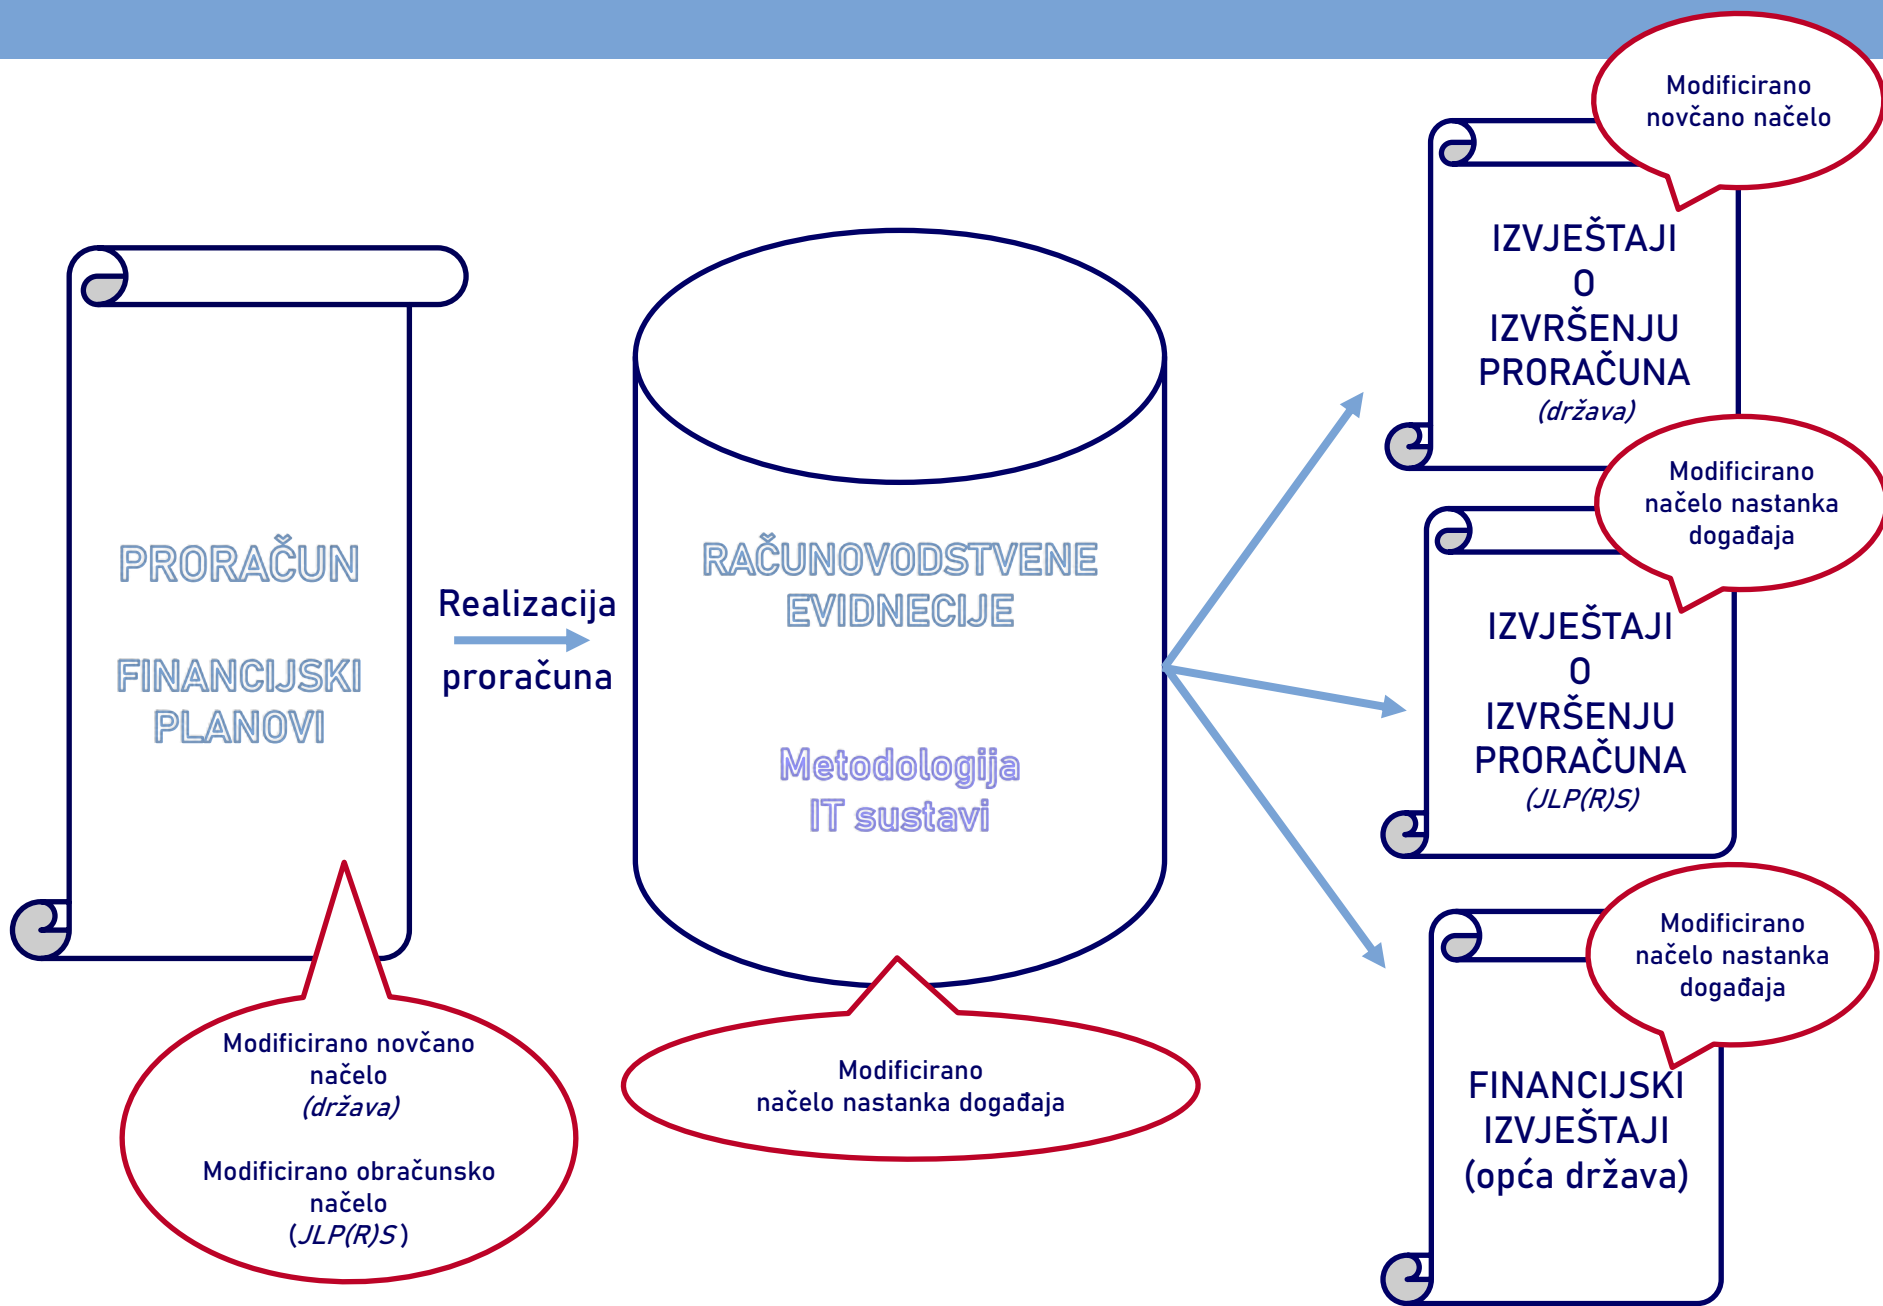 PRORAČUN
FINANCIJSKI
PLANOVI
Modificirano novčano
načelo
(država)
Modificirano obračunsko
načelo
(JLP(R)S )
Realizacija
proračuna
RAČUNOVODSTVENE
EVIDNECIJE
Metodologija
IT sustavi
Modificirano
načelo nastanka događaja
Modificirano
novčano načelo
IZVJEŠTAJI
O
IZVRŠENJU
PRORAČUNA
(država)
Modificirano
načelo nastanka
događaja
IZVJEŠTAJI
O
IZVRŠENJU
PRORAČUNA
(JLP(R)S)
Modificirano
načelo nastanka
događaja
FINANCIJSKI
IZVJEŠTAJI
(opća država)